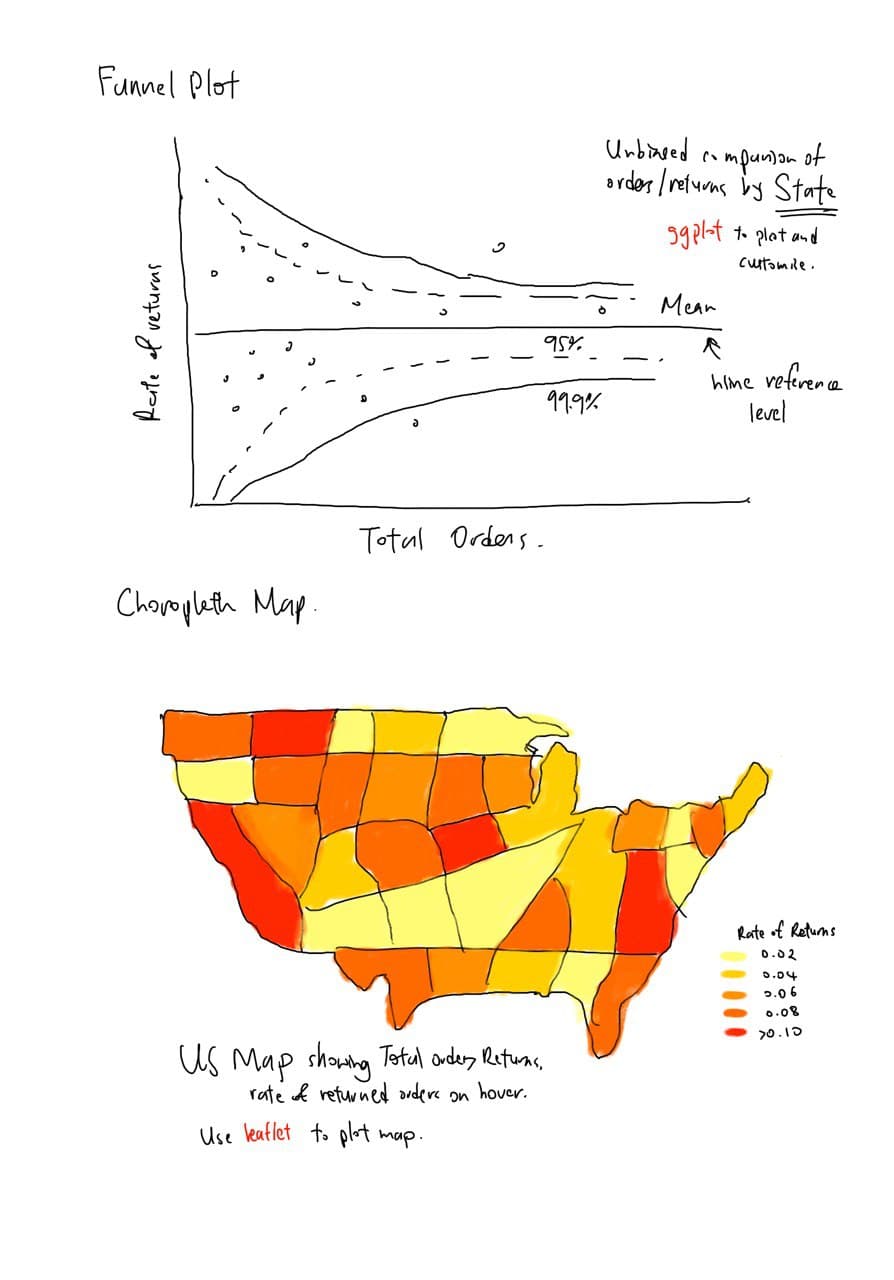 Funnel Plot
Unbiased comparison of
orders/returns by State
ggplot to plot and
customise.
Rate of returns
Mean
95%
hline reference
level
99.9%
Total Orders.
Choropleth Map.
Rate of Returns
0.02
0.04
0.06
0.08
>0.10
US Map showing Total orders, Returns,
rate of returned orders on hover.
Use leaflet to plot map.